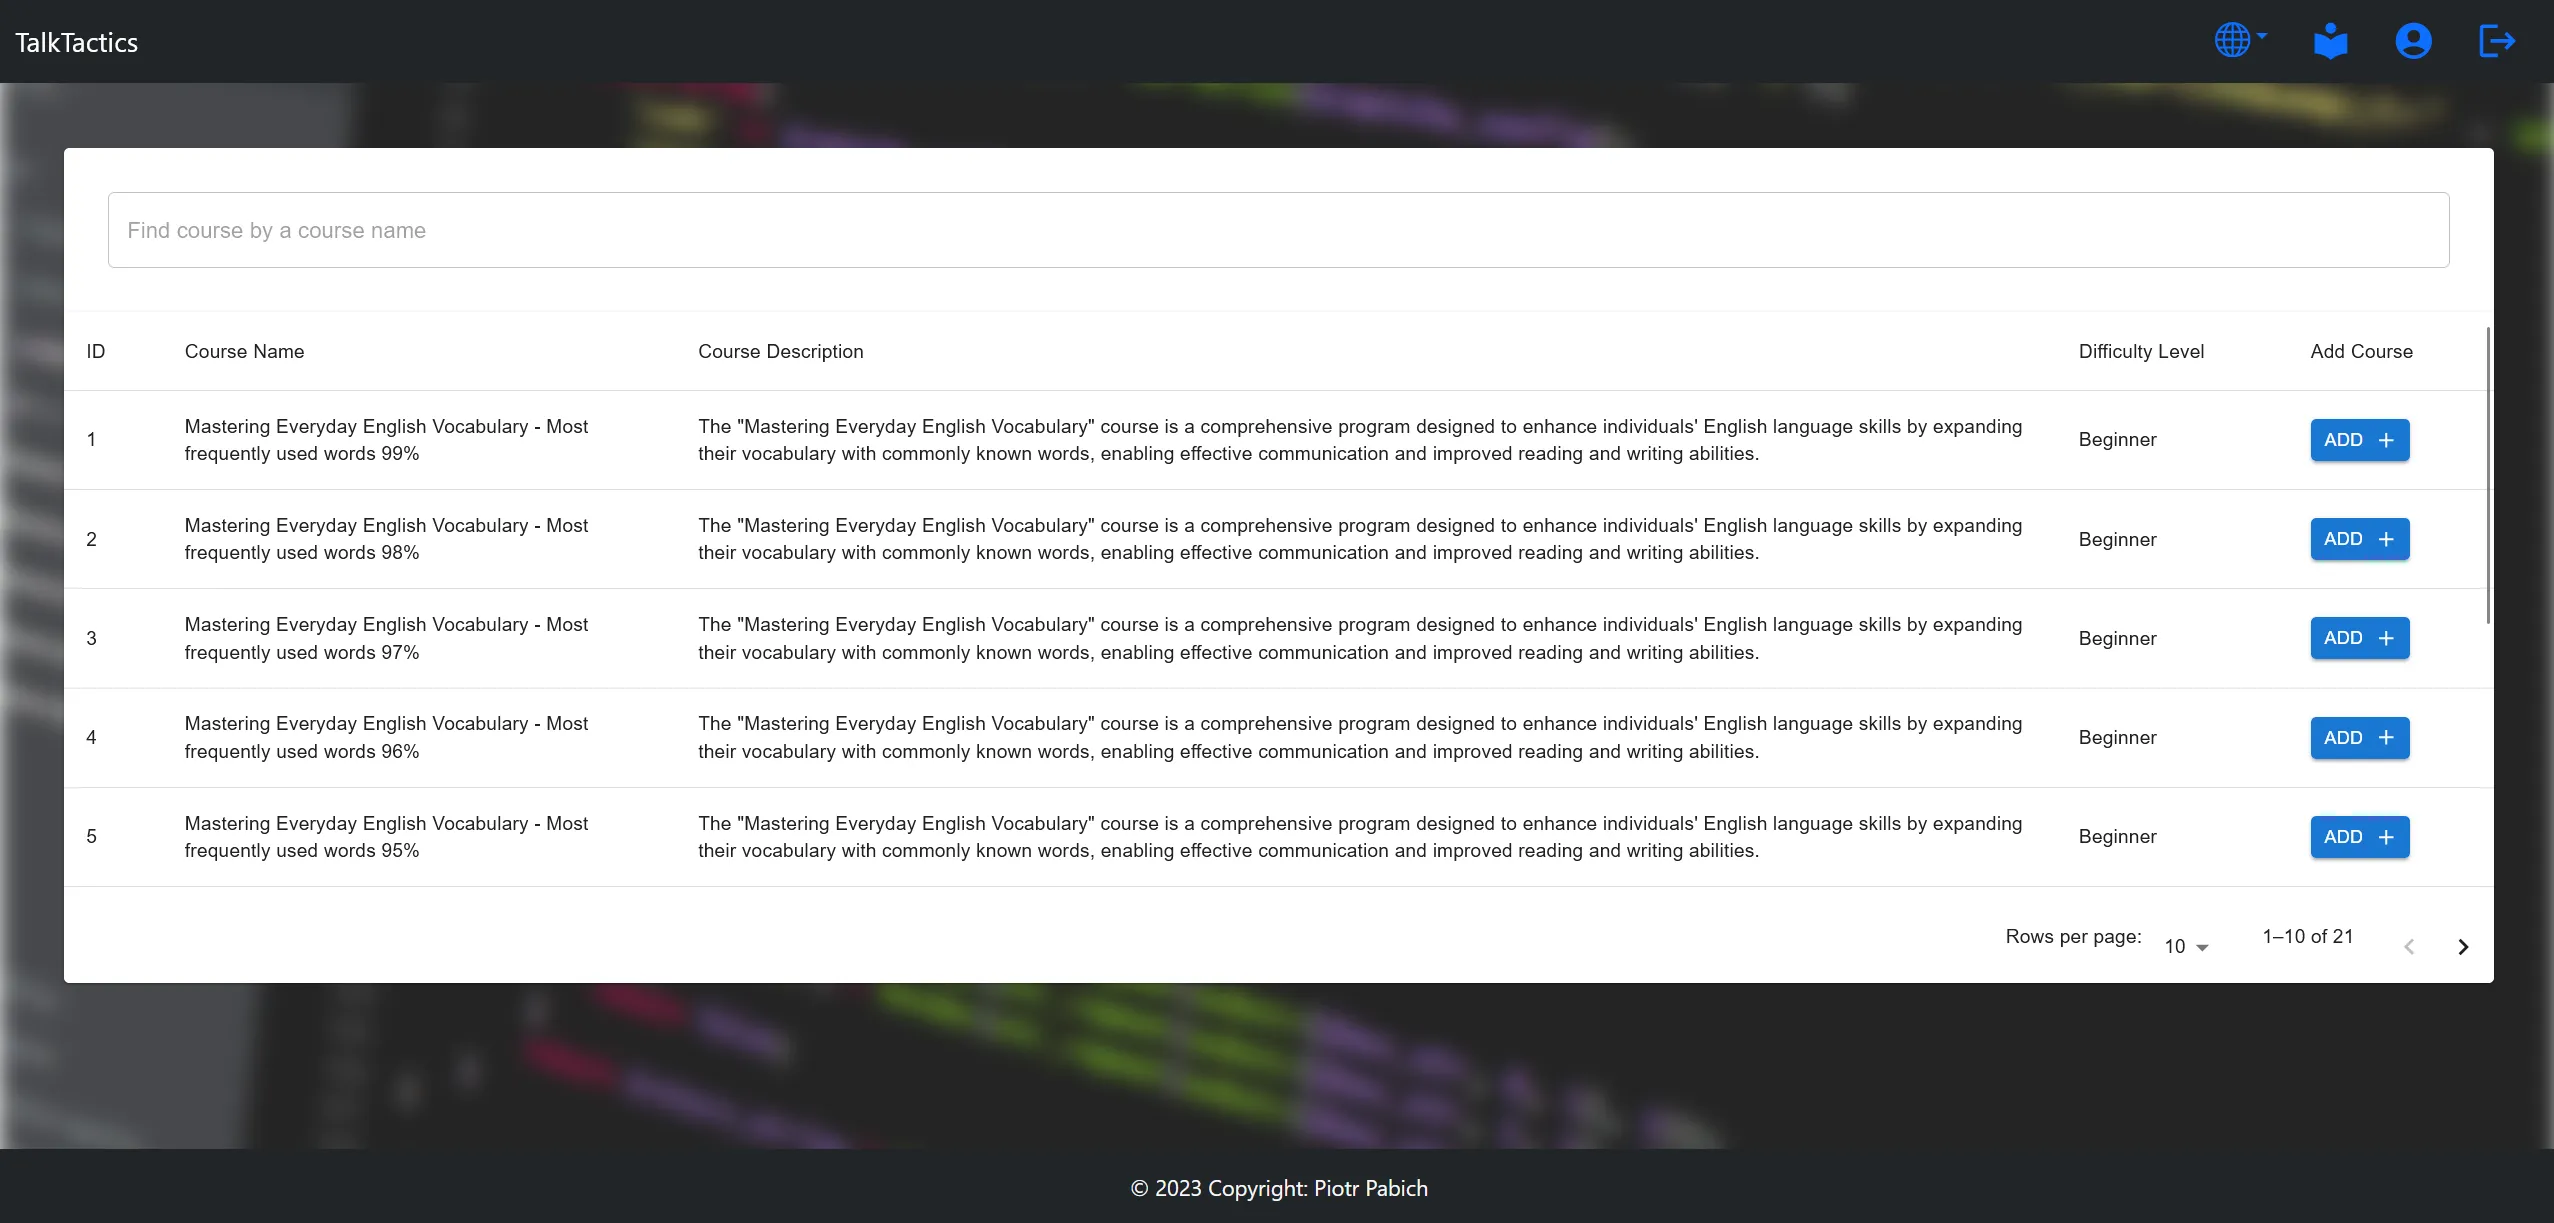 TalkTactics
Find course by a course name
ID Course Name Course Description Difficulty Level Add Course
1 Mastering Everyday English Vocabulary - Most frequently used words 99% The "Mastering Everyday English Vocabulary" course is a comprehensive program designed to enhance individuals' English language skills by expanding their vocabulary with commonly known words, enabling effective communication and improved reading and writing abilities. Beginner ADD +
2 Mastering Everyday English Vocabulary - Most frequently used words 98% The "Mastering Everyday English Vocabulary" course is a comprehensive program designed to enhance individuals' English language skills by expanding their vocabulary with commonly known words, enabling effective communication and improved reading and writing abilities. Beginner ADD +
3 Mastering Everyday English Vocabulary - Most frequently used words 97% The "Mastering Everyday English Vocabulary" course is a comprehensive program designed to enhance individuals' English language skills by expanding their vocabulary with commonly known words, enabling effective communication and improved reading and writing abilities. Beginner ADD +
4 Mastering Everyday English Vocabulary - Most frequently used words 96% The "Mastering Everyday English Vocabulary" course is a comprehensive program designed to enhance individuals' English language skills by expanding their vocabulary with commonly known words, enabling effective communication and improved reading and writing abilities. Beginner ADD +
5 Mastering Everyday English Vocabulary - Most frequently used words 95% The "Mastering Everyday English Vocabulary" course is a comprehensive program designed to enhance individuals' English language skills by expanding their vocabulary with commonly known words, enabling effective communication and improved reading and writing abilities. Beginner ADD +
Rows per page: 10 1–10 of 21
© 2023 Copyright: Piotr Pabich